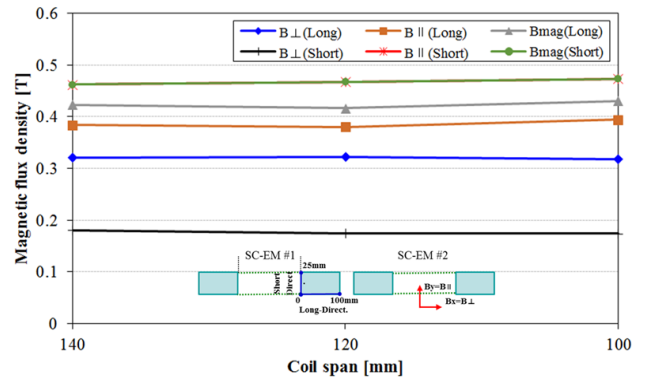 0.6
B⊥(Long) B∥(Long) Bmag(Long)
B⊥(Short) B∥(Short) Bmag(Short)
0.5
0.4
0.3
0.2
0.1
0
Magnetic flux density [T]
SC-EM #1 SC-EM #2
25mm
Short
Direct
0 100mm
Long-Direct.
By=B∥
Bx=B⊥
140 120 100
Coil span [mm]